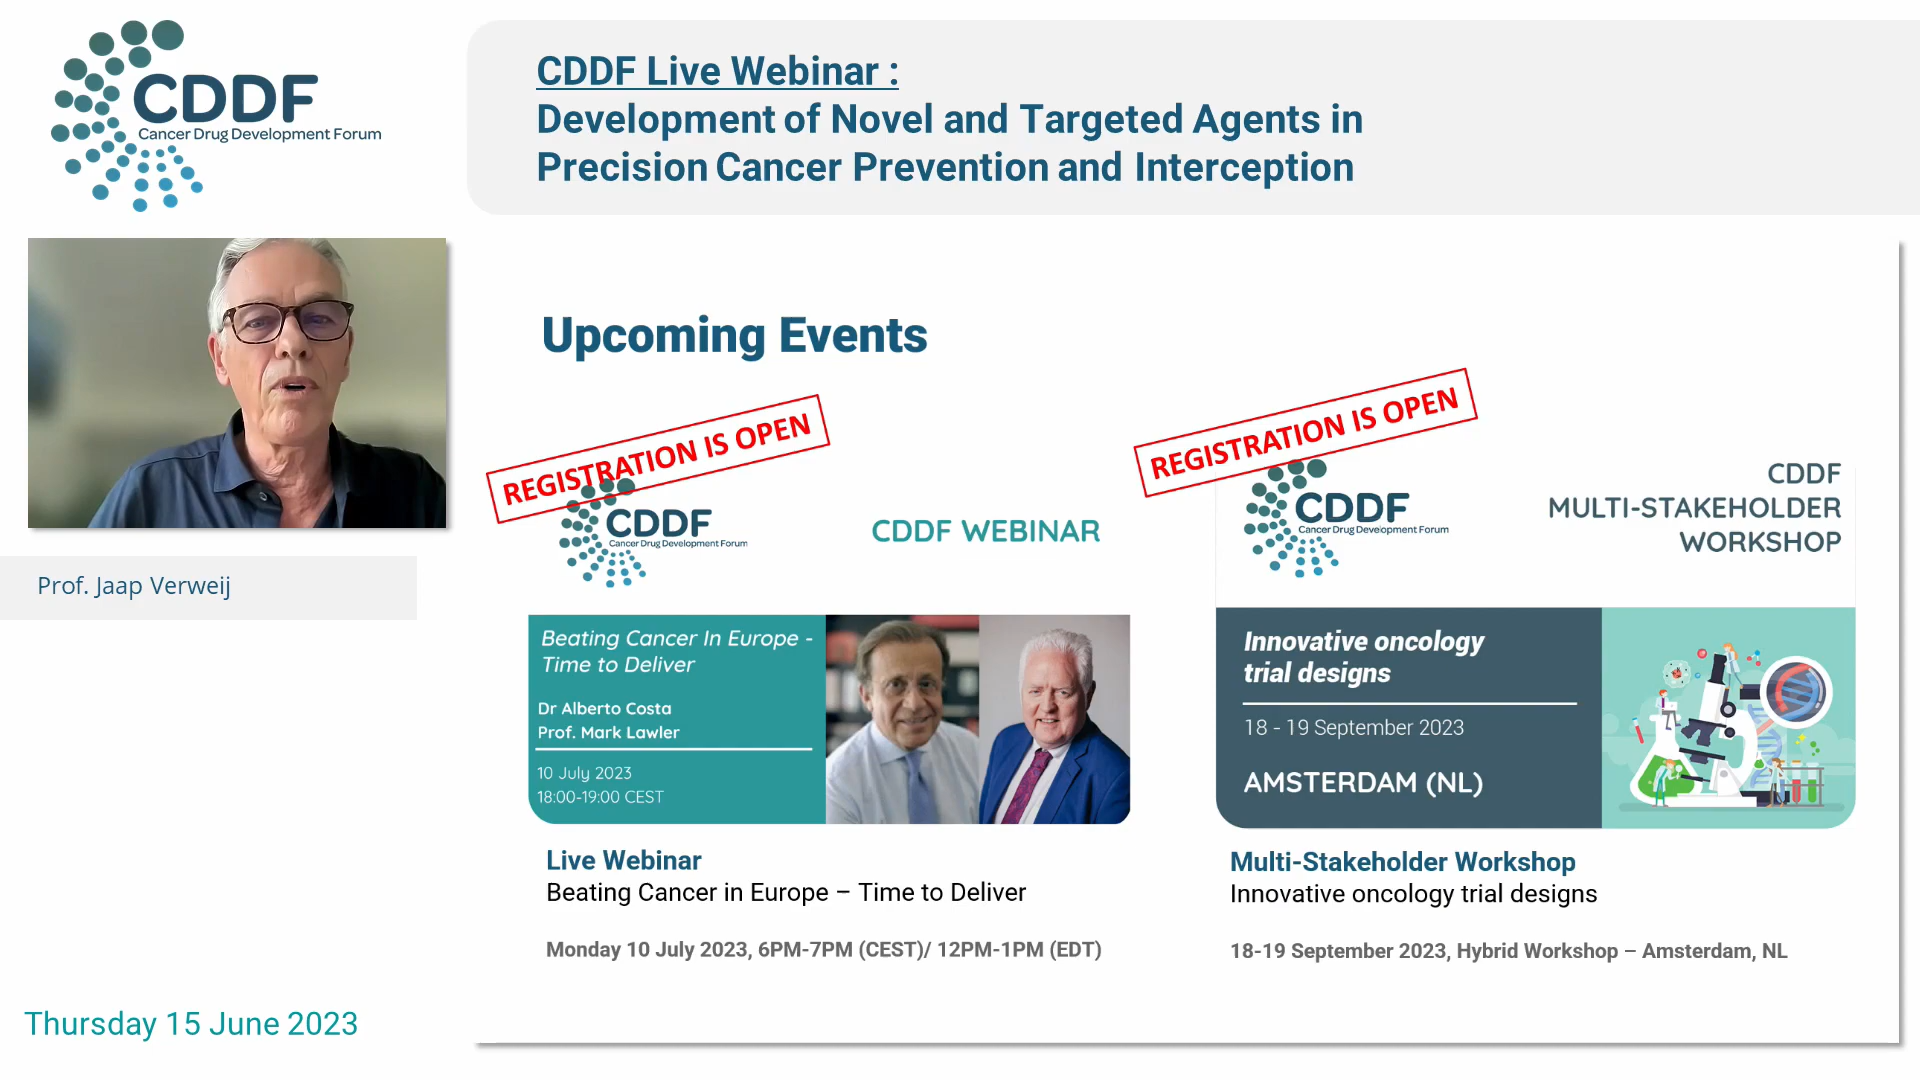 CDDF
Cancer Drug Development Forum
CDDF Live Webinar :
Development of Novel and Targeted Agents in
Precision Cancer Prevention and Interception
Prof. Jaap Verweij
Thursday 15 June 2023
Upcoming Events
REGISTRATION IS OPEN
CDDF
Cancer Drug Development Forum
CDDF WEBINAR
Beating Cancer In Europe -
Time to Deliver
Dr Alberto Costa
Prof. Mark Lawler
10 July 2023
18:00-19:00 CEST
Live Webinar
Beating Cancer in Europe – Time to Deliver
Monday 10 July 2023, 6PM-7PM (CEST)/ 12PM-1PM (EDT)
REGISTRATION IS OPEN
CDDF
Cancer Drug Development Forum
CDDF
MULTI-STAKEHOLDER
WORKSHOP
Innovative oncology
trial designs
18 - 19 September 2023
AMSTERDAM (NL)
Multi-Stakeholder Workshop
Innovative oncology trial designs
18-19 September 2023, Hybrid Workshop – Amsterdam, NL